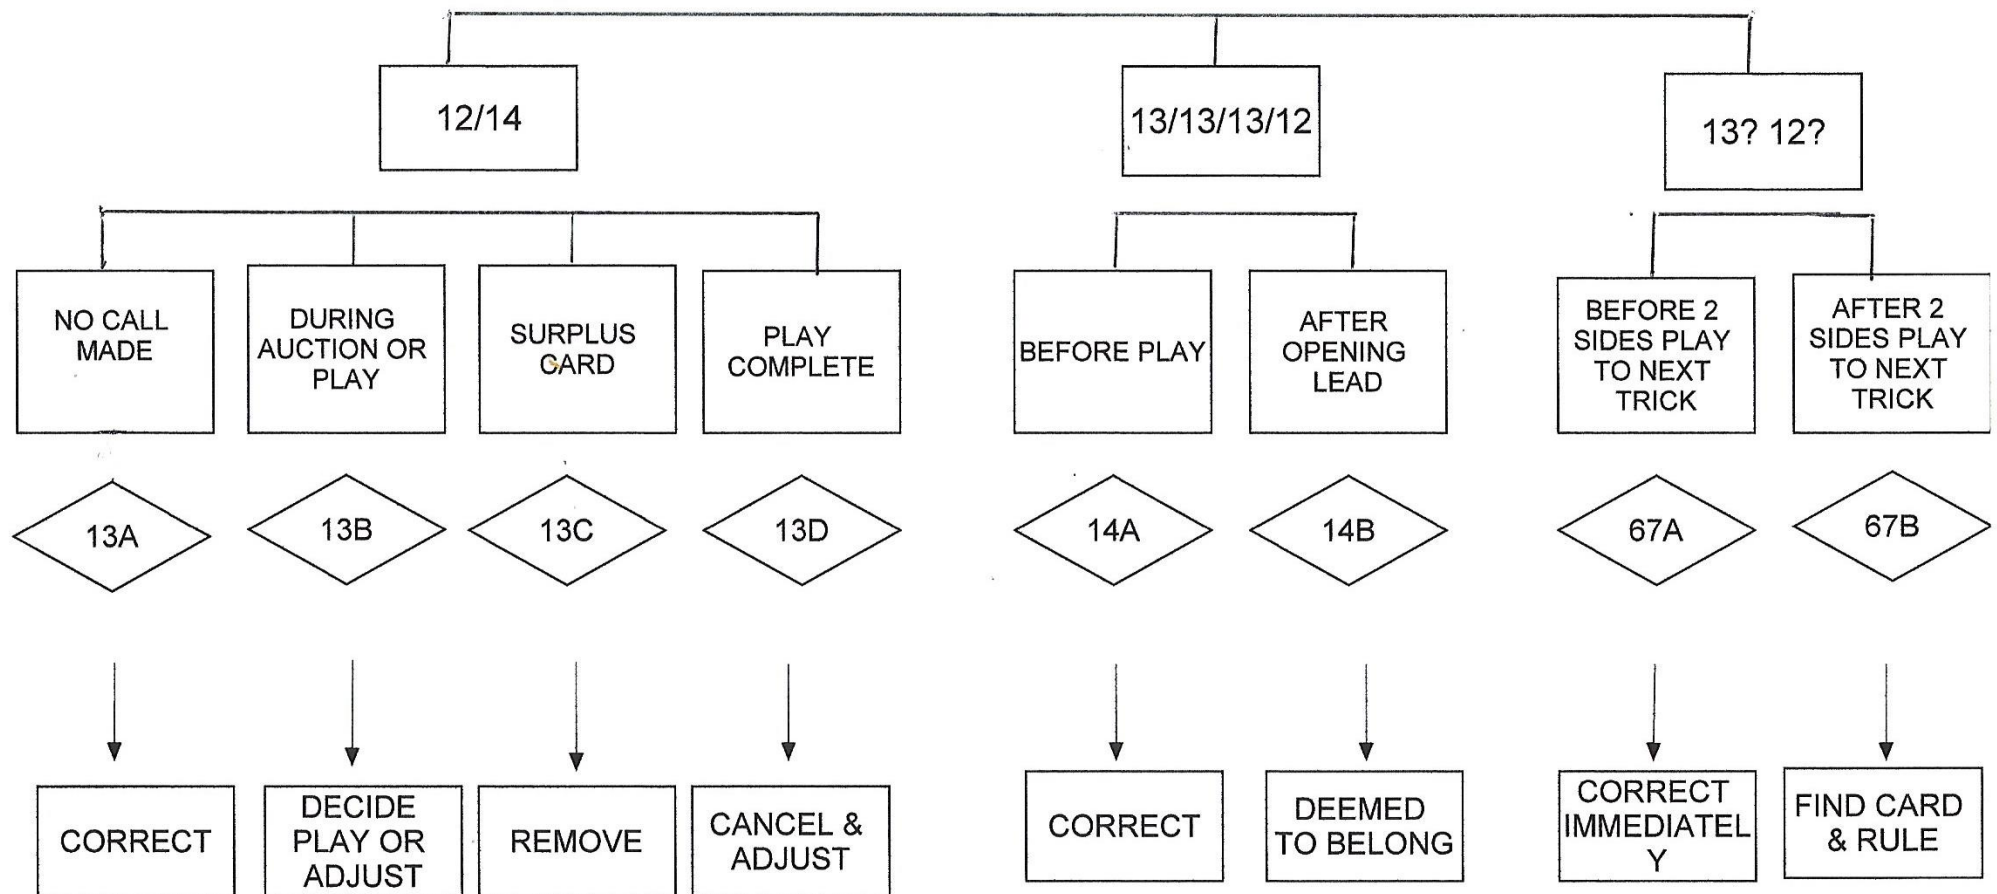 12/14
13/13/13/12
13? 12?
NO CALL
MADE
DURING
AUCTION OR
PLAY
SURPLUS
CARD
PLAY
COMPLETE
BEFORE PLAY
AFTER
OPENING
LEAD
BEFORE 2
SIDES PLAY
TO NEXT
TRICK
AFTER 2
SIDES PLAY
TO NEXT
TRICK
13A
13B
13C
13D
14A
14B
67A
67B
CORRECT
DECIDE
PLAY OR
ADJUST
REMOVE
CANCEL &
ADJUST
CORRECT
DEEMED
TO BELONG
CORRECT
IMMEDIATEL
Y
FIND CARD
& RULE